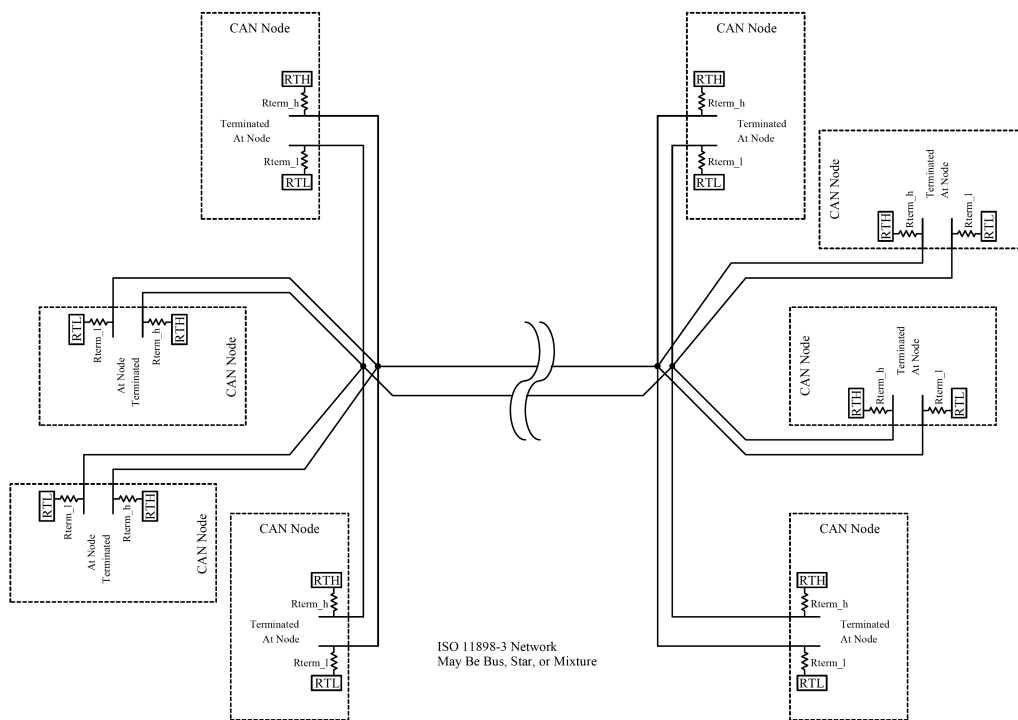 CAN Node
RTH
Rterm_h
Terminated
At Node
Rterm_l
RTL
CAN Node
RTH
Rterm_h
Terminated
At Node
Rterm_l
RTL
CAN Node
RTH
Rterm_h
Terminated
At Node
Rterm_l
RTL
RTL
Rterm_l
At Node
Terminated
Rterm_h
RTH
CAN Node
CAN Node
RTH
Rterm_h
Terminated
At Node
Rterm_l
RTL
RTL
Rterm_l
At Node
Terminated
Rterm_h
RTH
CAN Node
CAN Node
RTH
Rterm_h
Terminated
At Node
Rterm_l
RTL
CAN Node
RTH
Rterm_h
Terminated
At Node
Rterm_l
RTL
ISO 11898-3 Network
May Be Bus, Star, or Mixture